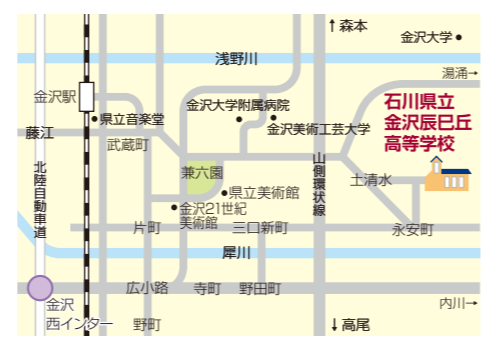 ↑森本
金沢大学
浅野川
湯涌→
金沢駅
県立音楽堂
金沢大学附属病院
金沢美術工芸大学
石川県立
金沢辰巳丘
高等学校
藤江
武蔵町
北陸自動車道
兼六園
山側環状線
土清水
県立美術館
金沢21世紀
美術館
片町
三口新町
永安町
犀川
広小路
寺町
野田町
金沢
西インター
野町
内川→
↓高尾